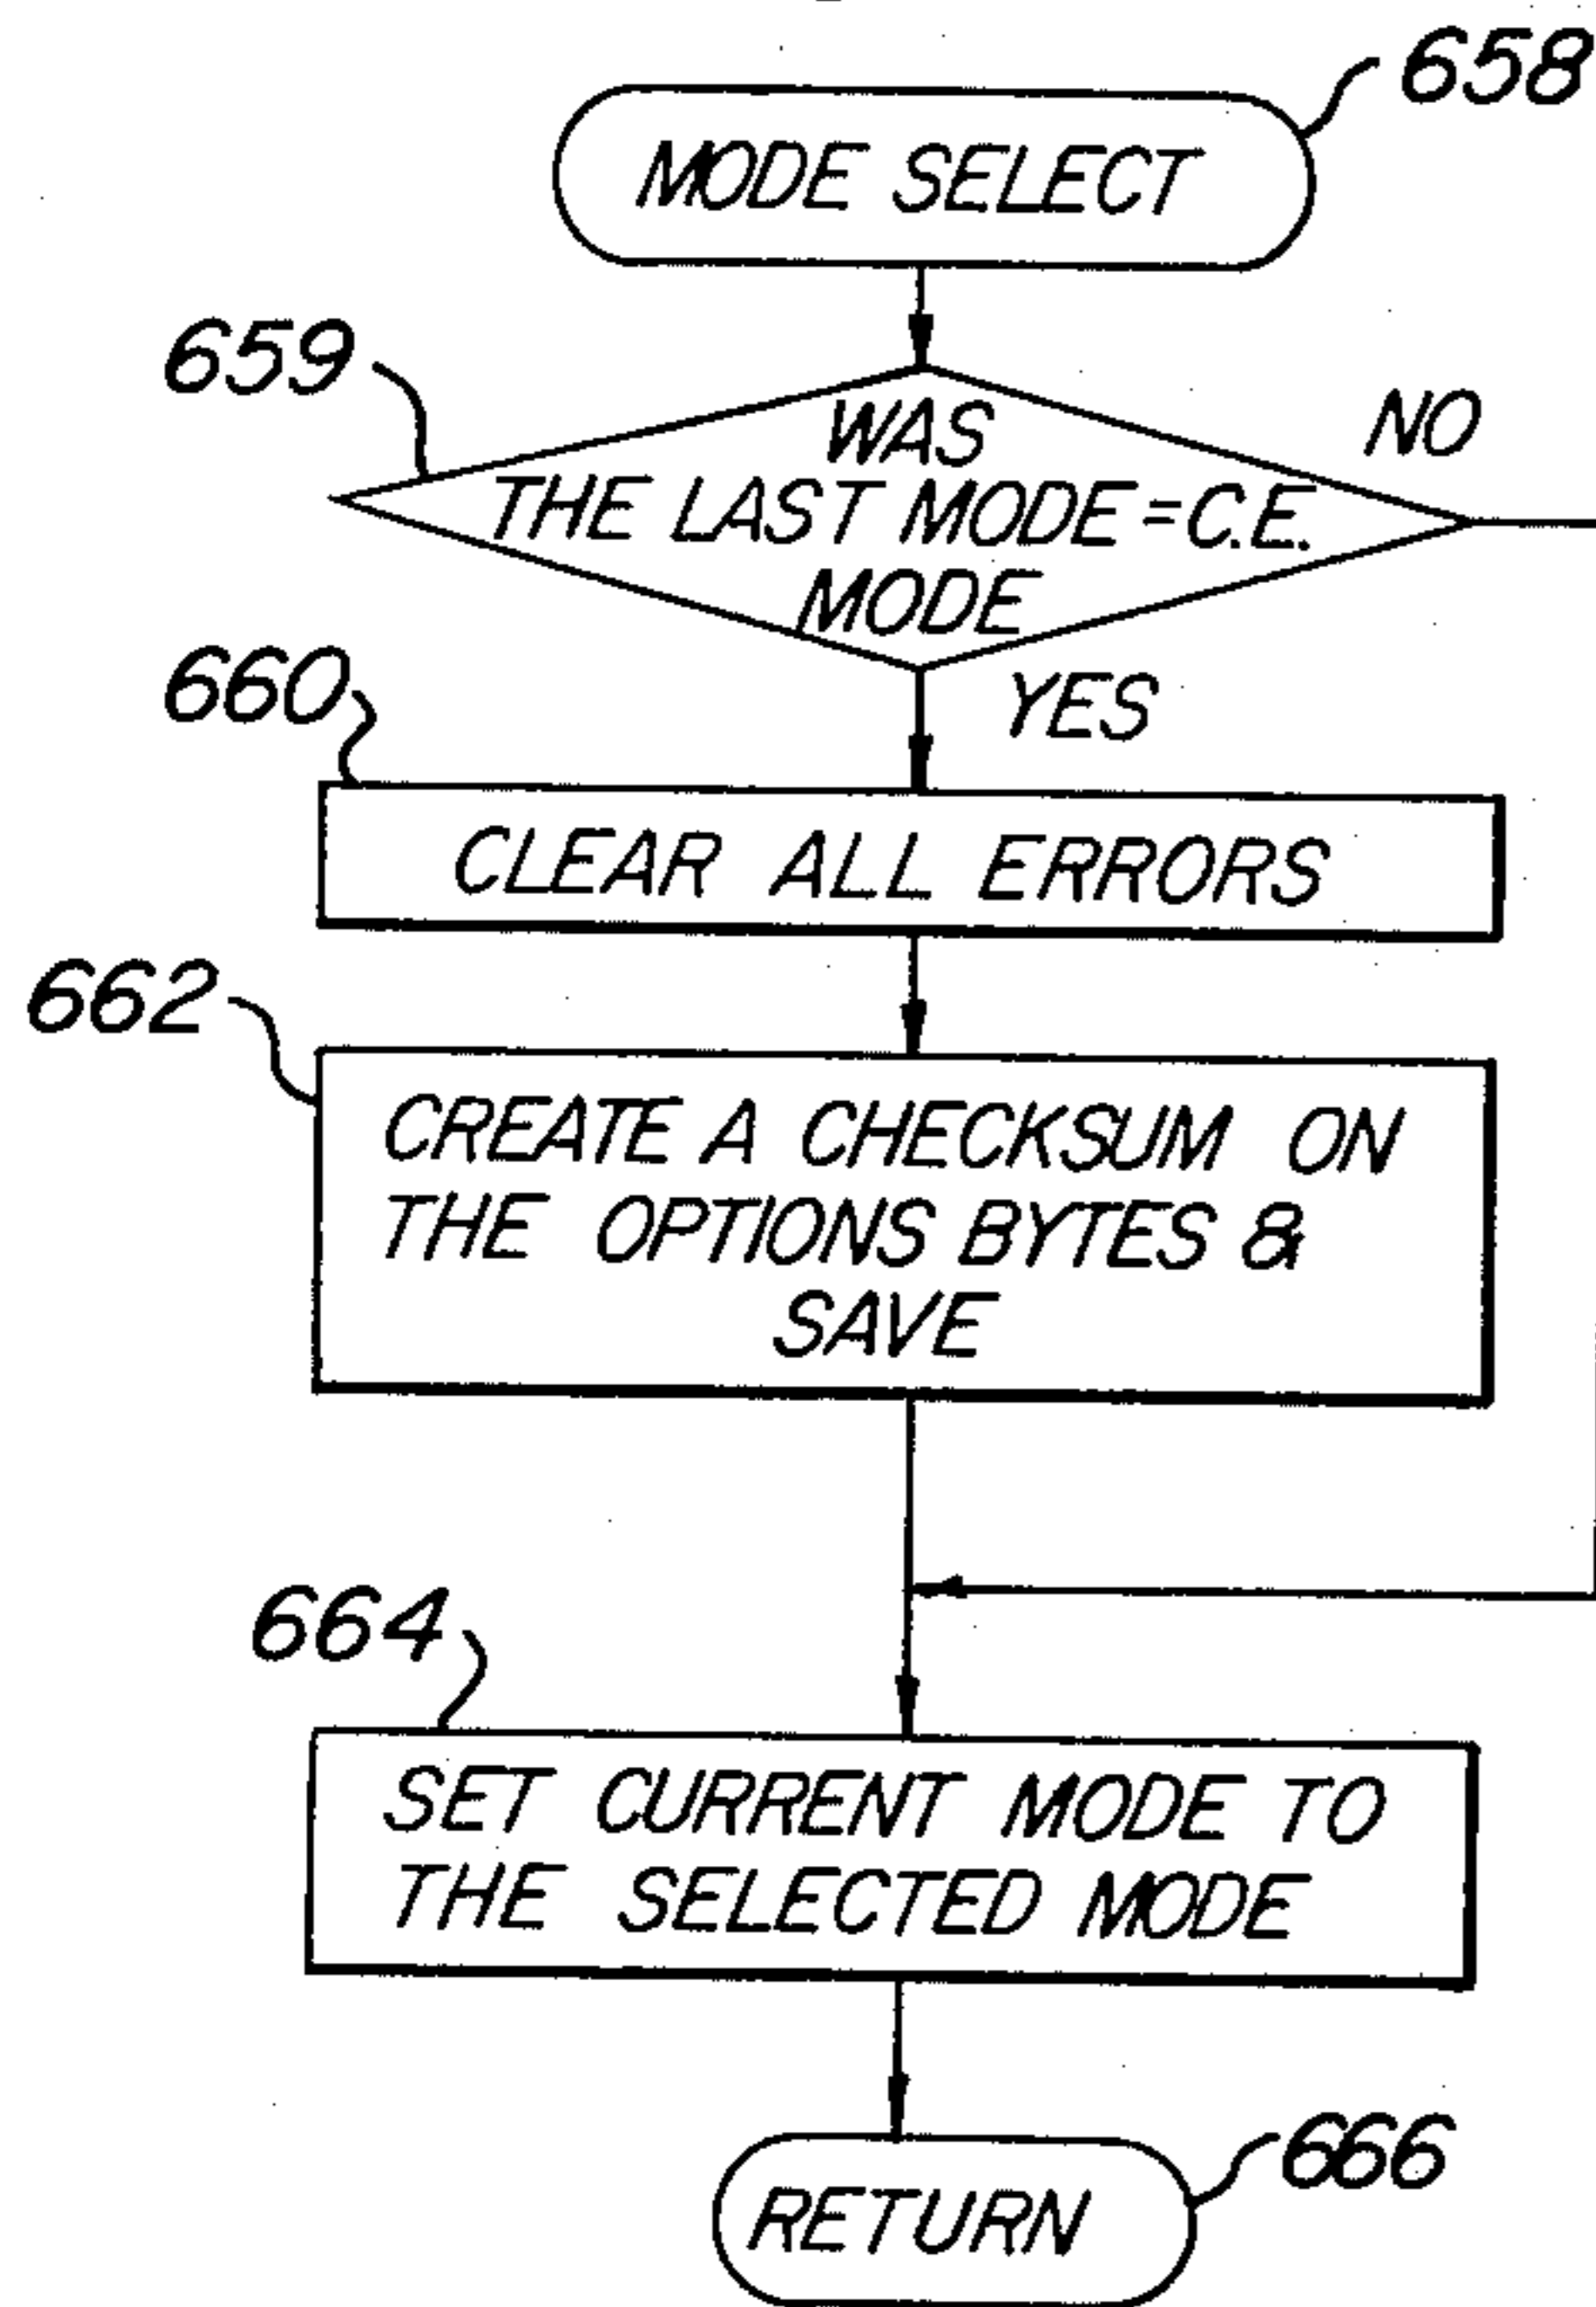 658
MODE SELECT
659
WAS
THE LAST MODE=C.E.
MODE
NO
YES
660
CLEAR ALL ERRORS
662
CREATE A CHECKSUM ON
THE OPTIONS BYTES &
SAVE
664
SET CURRENT MODE TO
THE SELECTED MODE
666
RETURN